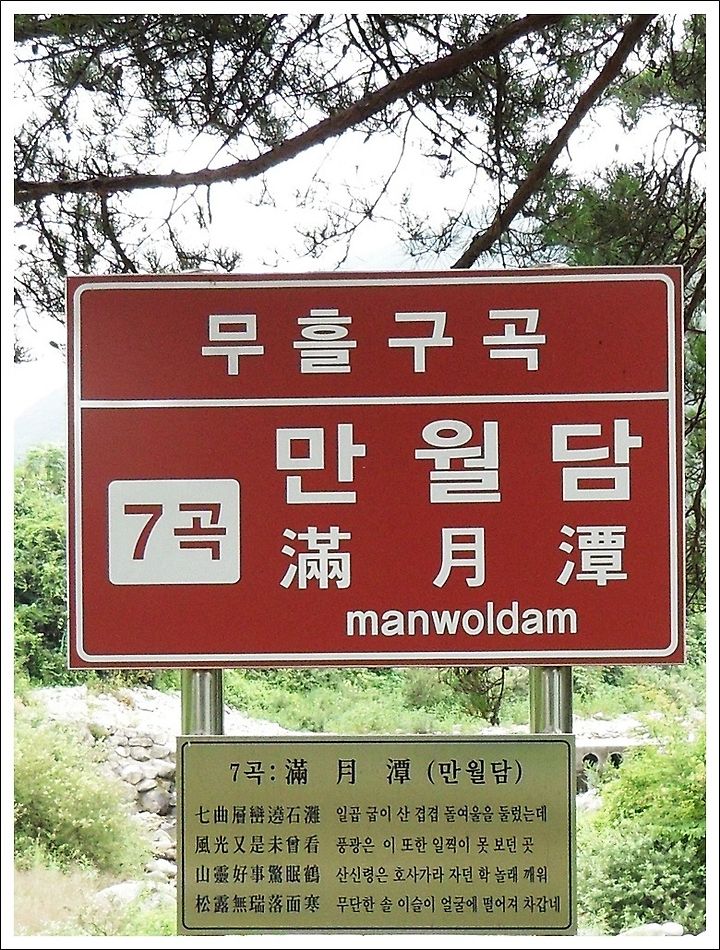 무흘구곡
만월담
7곡
滿月潭
manwoldam
7곡: 滿 月 潭 (만월담)
七曲層巒遶石灘 일곱 굽이 산 겹겹 돌여울을 둘렀는데
風光又是未曾看 풍광은 이 또한 일찍이 못 보던 곳
山靈好事驚眠鶴 산신령은 호사가라 자던 학 놀래 깨워
松露無瑞落面寒 무단한 솔 이슬이 얼굴에 떨어져 차갑네